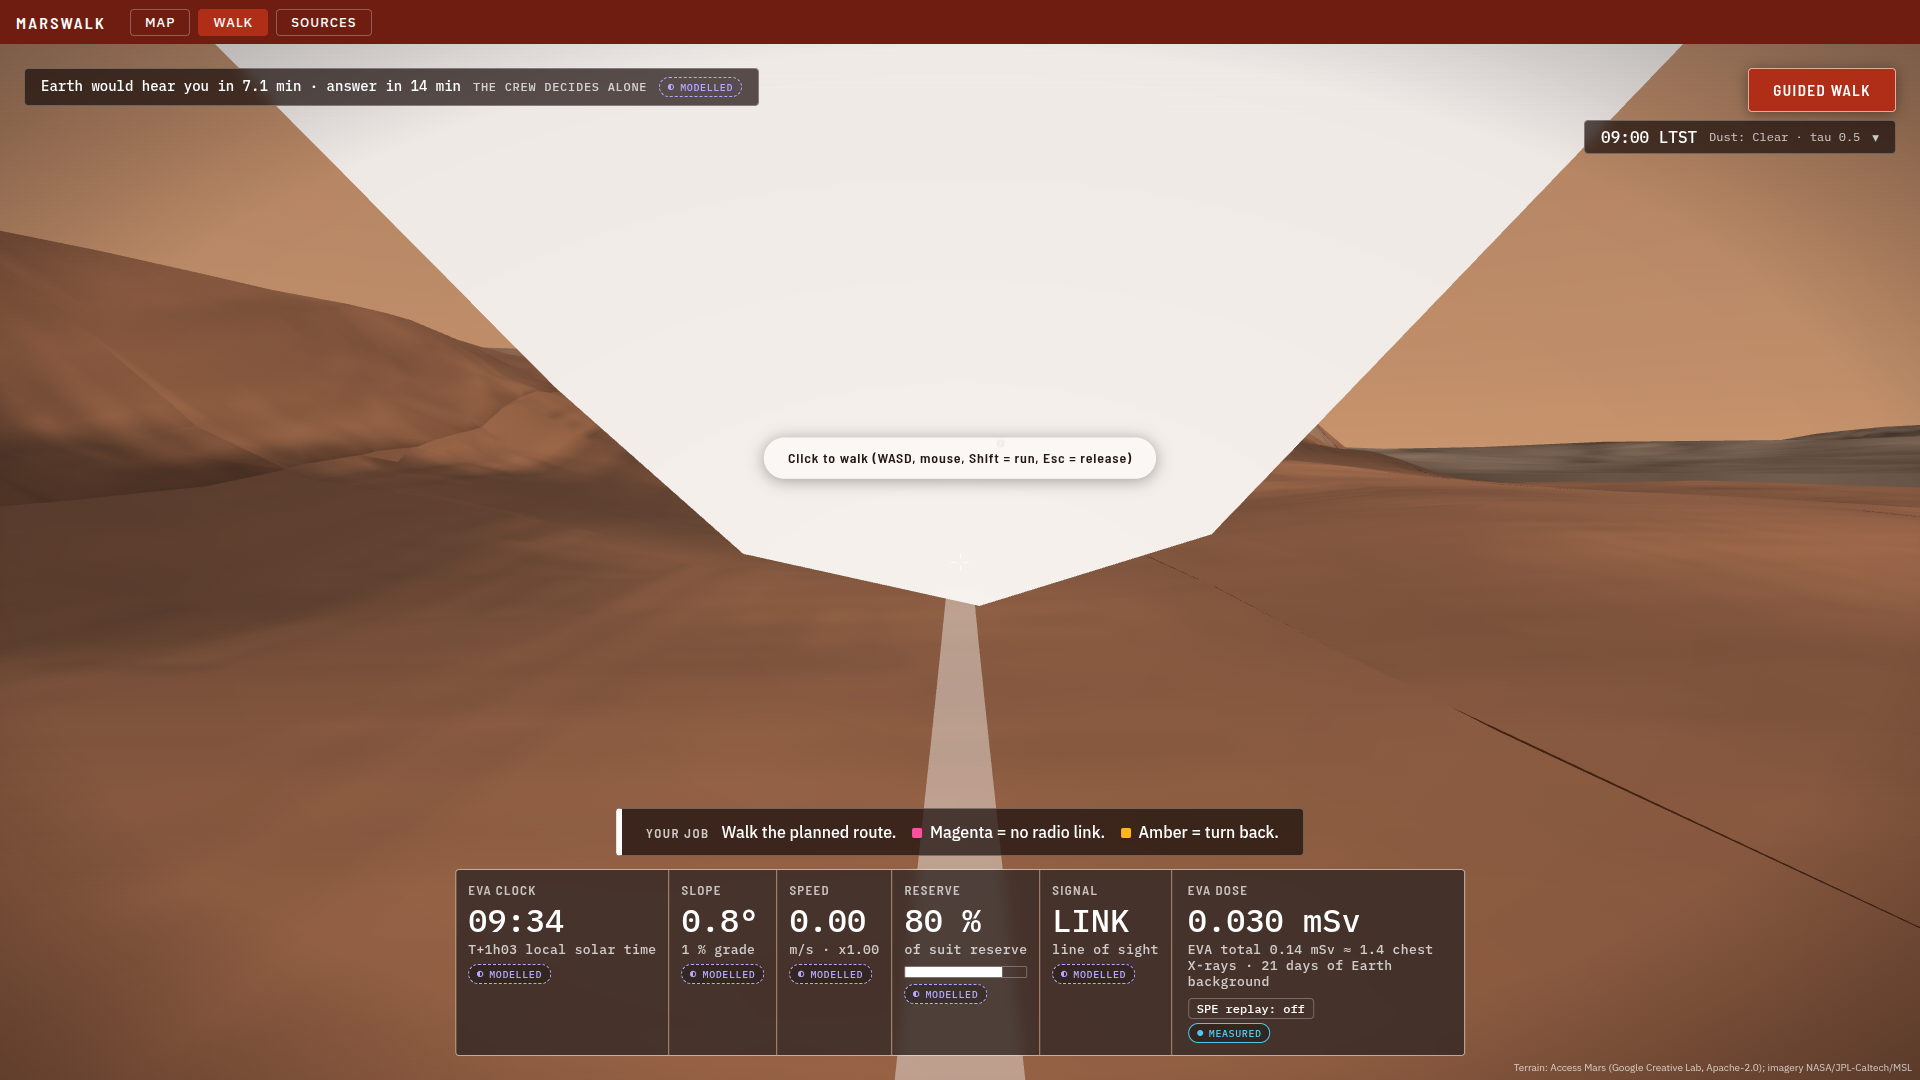 MARSWALK
MAP
WALK
SOURCES
Earth would hear you in 7.1 min · answer in 14 min THE CREW DECIDES ALONE MODELLED
GUIDED WALK
09:00 LTST Dust: Clear · tau 0.5 ▼
Click to walk (WASD, mouse, Shift = run, Esc = release)
YOUR JOB Walk the planned route. Magenta = no radio link. Amber = turn back.
EVA CLOCK
09:34
T+1h03 local solar time
MODELLED
SLOPE
0.8°
1 % grade
MODELLED
SPEED
0.00
m/s · x1.00
MODELLED
RESERVE
80 %
of suit reserve
MODELLED
SIGNAL
LINK
line of sight
MODELLED
EVA DOSE
0.030 mSv
EVA total 0.14 mSv ≈ 1.4 chest
X-rays · 21 days of Earth
background
SPE replay: off
MEASURED
Terrain: Access Mars (Google Creative Lab, Apache-2.0); imagery NASA/JPL-Caltech/MSL